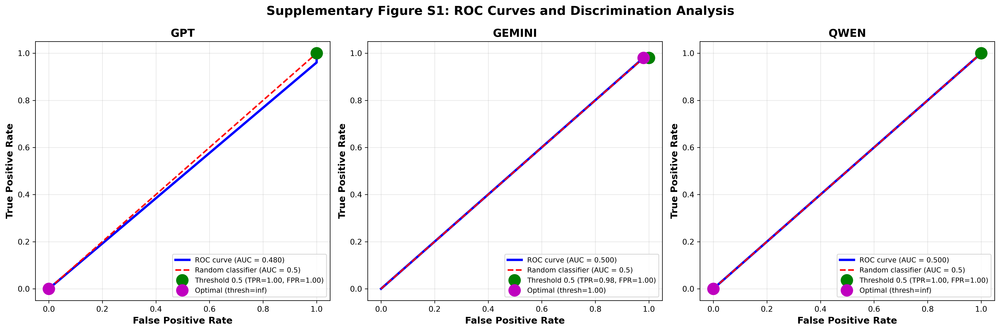 Supplementary Figure S1: ROC Curves and Discrimination Analysis
GPT
True Positive Rate
1.0
0.8
0.6
0.4
0.2
0.0
ROC curve (AUC = 0.480)
Random classifier (AUC = 0.5)
Threshold 0.5 (TPR=1.00, FPR=1.00)
Optimal (thresh=inf)
0.0 0.2 0.4 0.6 0.8 1.0
False Positive Rate
GEMINI
True Positive Rate
1.0
0.8
0.6
0.4
0.2
0.0
ROC curve (AUC = 0.500)
Random classifier (AUC = 0.5)
Threshold 0.5 (TPR=0.98, FPR=1.00)
Optimal (thresh=1.00)
0.0 0.2 0.4 0.6 0.8 1.0
False Positive Rate
QWEN
True Positive Rate
1.0
0.8
0.6
0.4
0.2
0.0
ROC curve (AUC = 0.500)
Random classifier (AUC = 0.5)
Threshold 0.5 (TPR=1.00, FPR=1.00)
Optimal (thresh=inf)
0.0 0.2 0.4 0.6 0.8 1.0
False Positive Rate